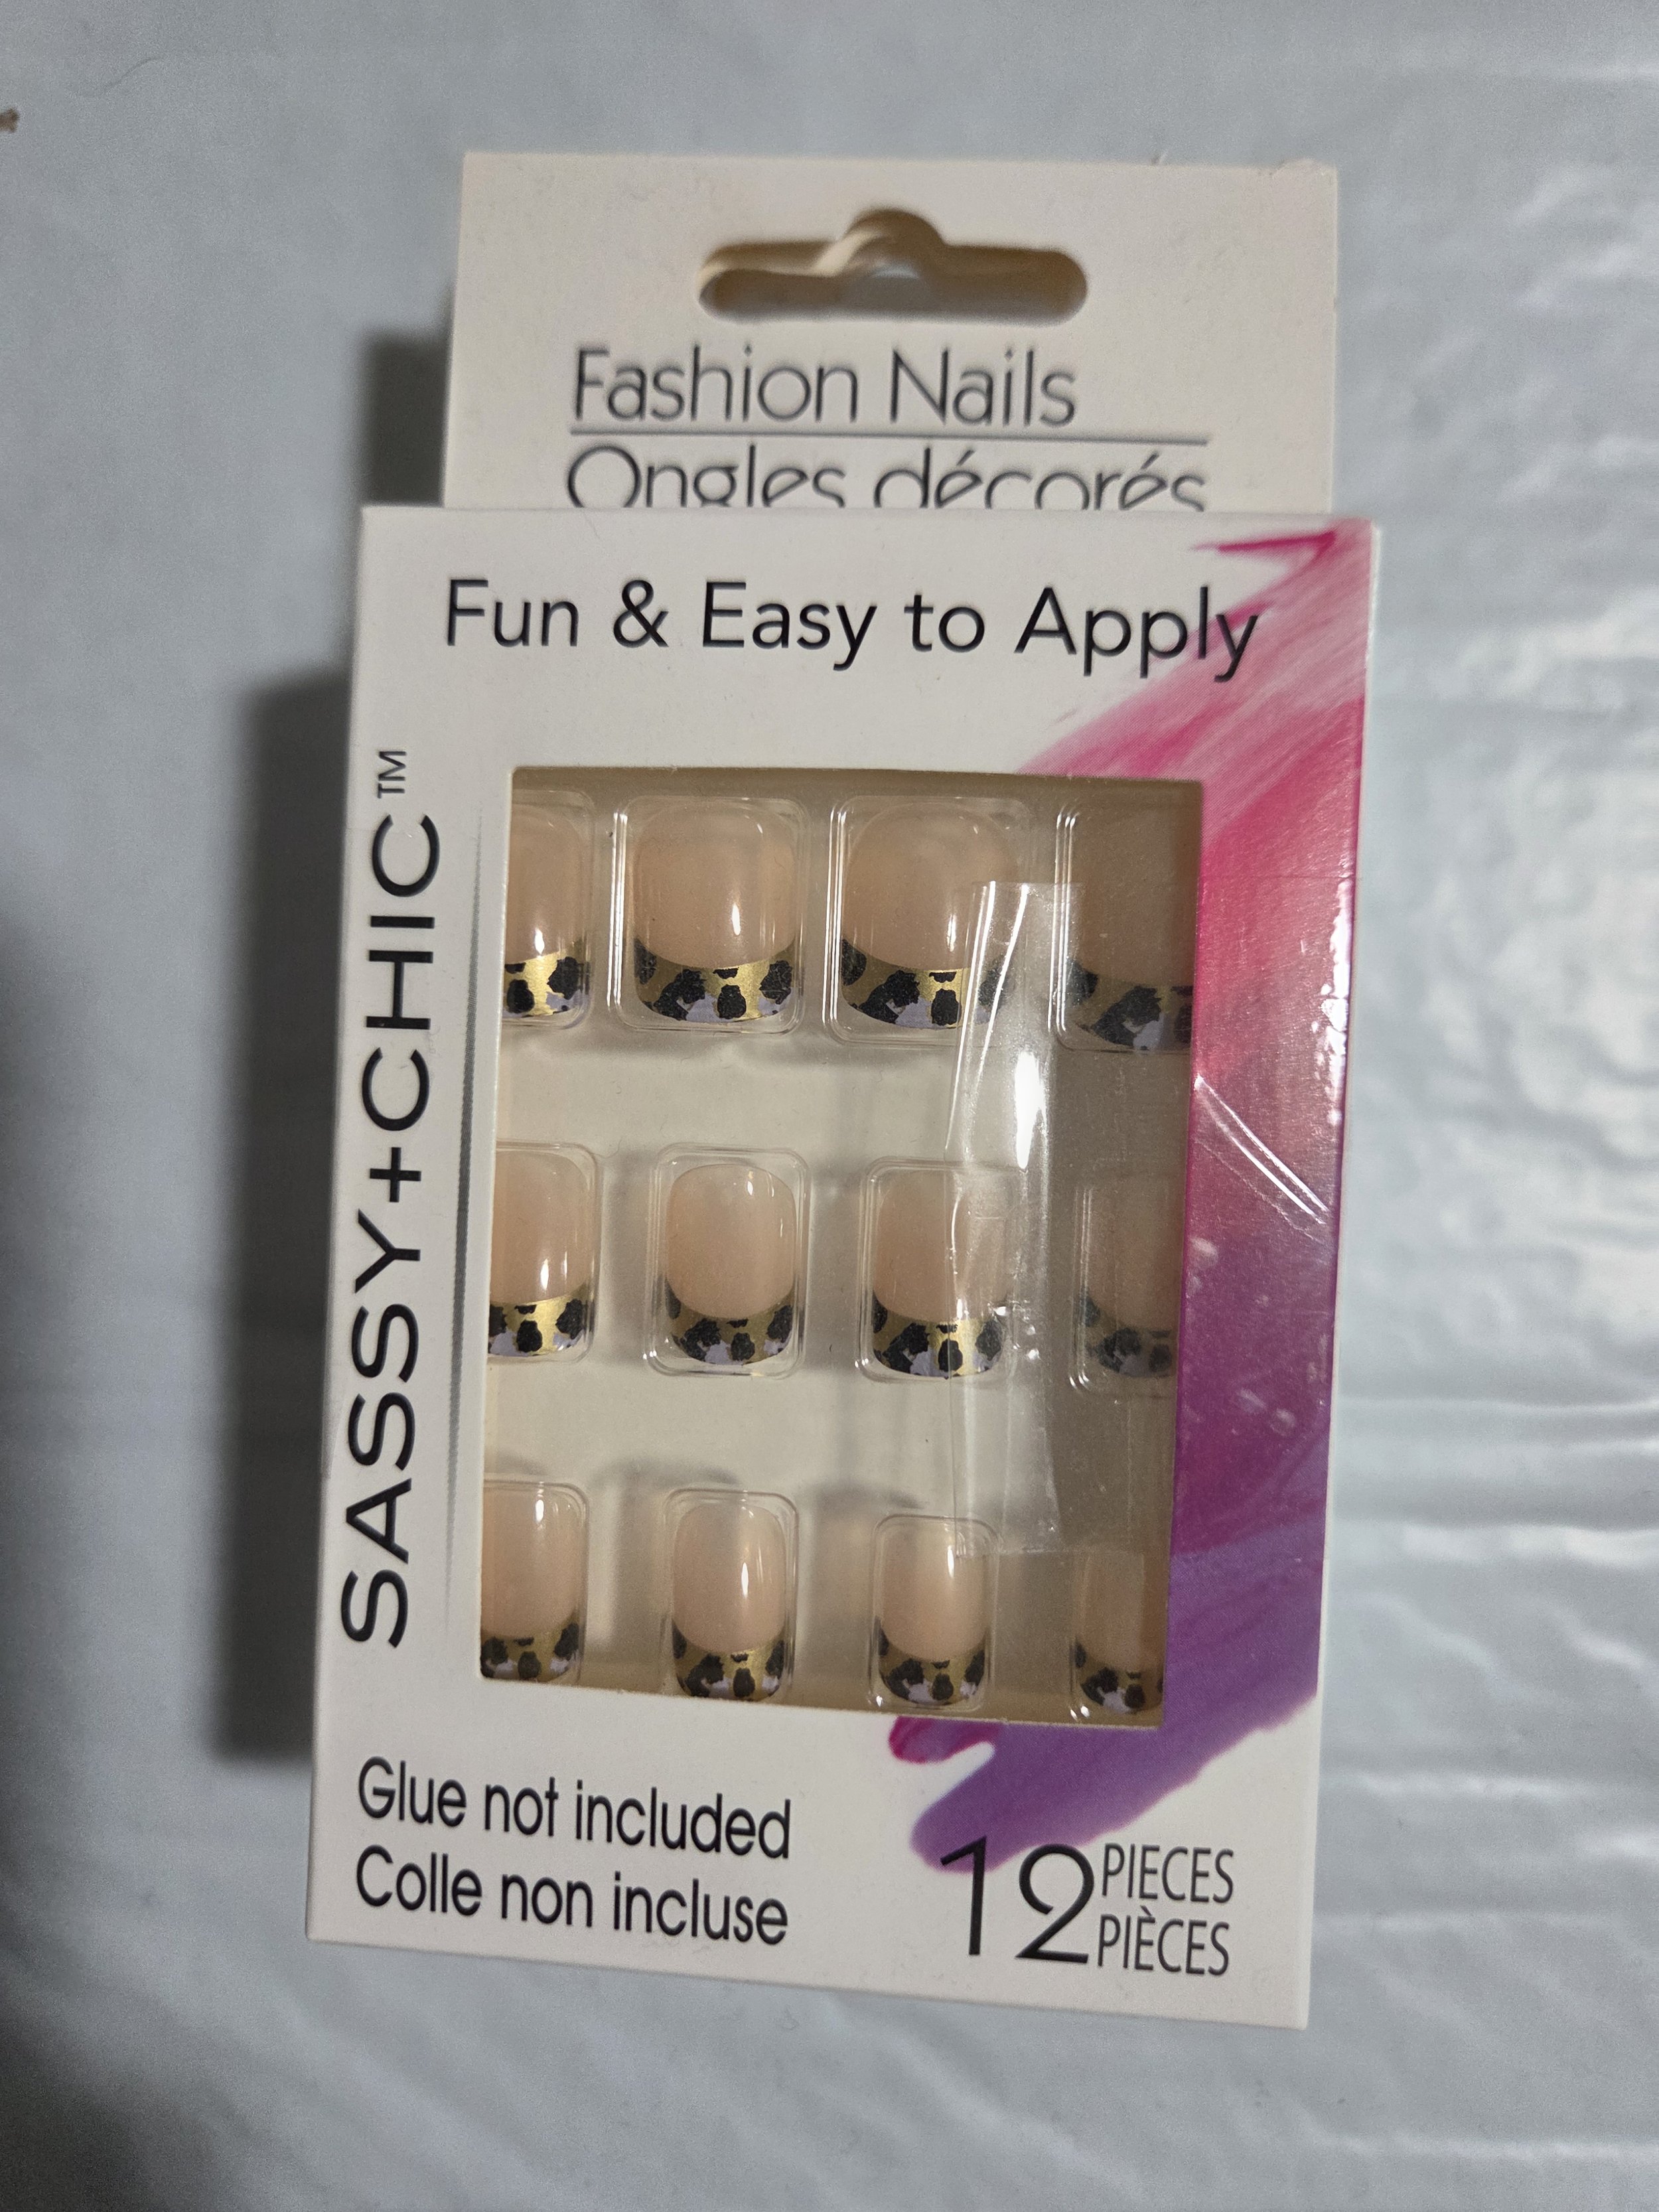 Fashion Nails
Ongles décorés
Fun & Easy to Apply
SASSY+CHIC™
Glue not included
Colle non incluse
12 PIECES
PIÈCES